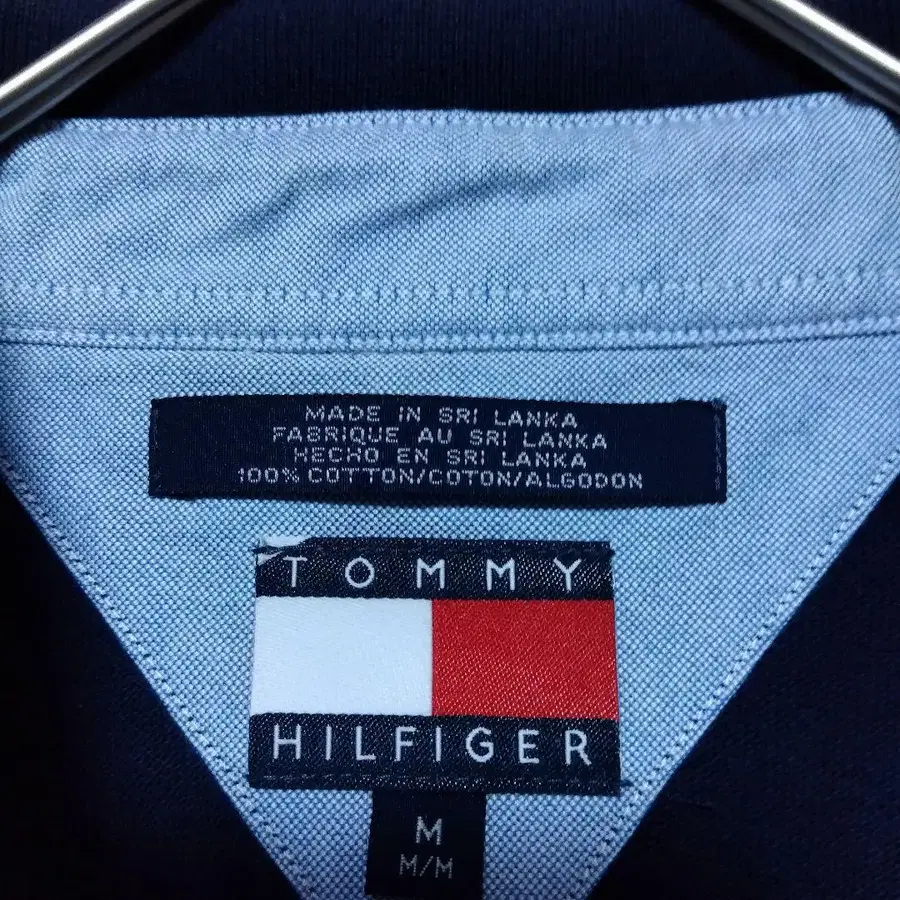 MADE IN SRI LANKA
FABRIQUE AU SRI LANKA
HECHO EN SRI LANKA
100% COTTON/COTON/ALGODON
TOMMY
HILFIGER
M
M/M